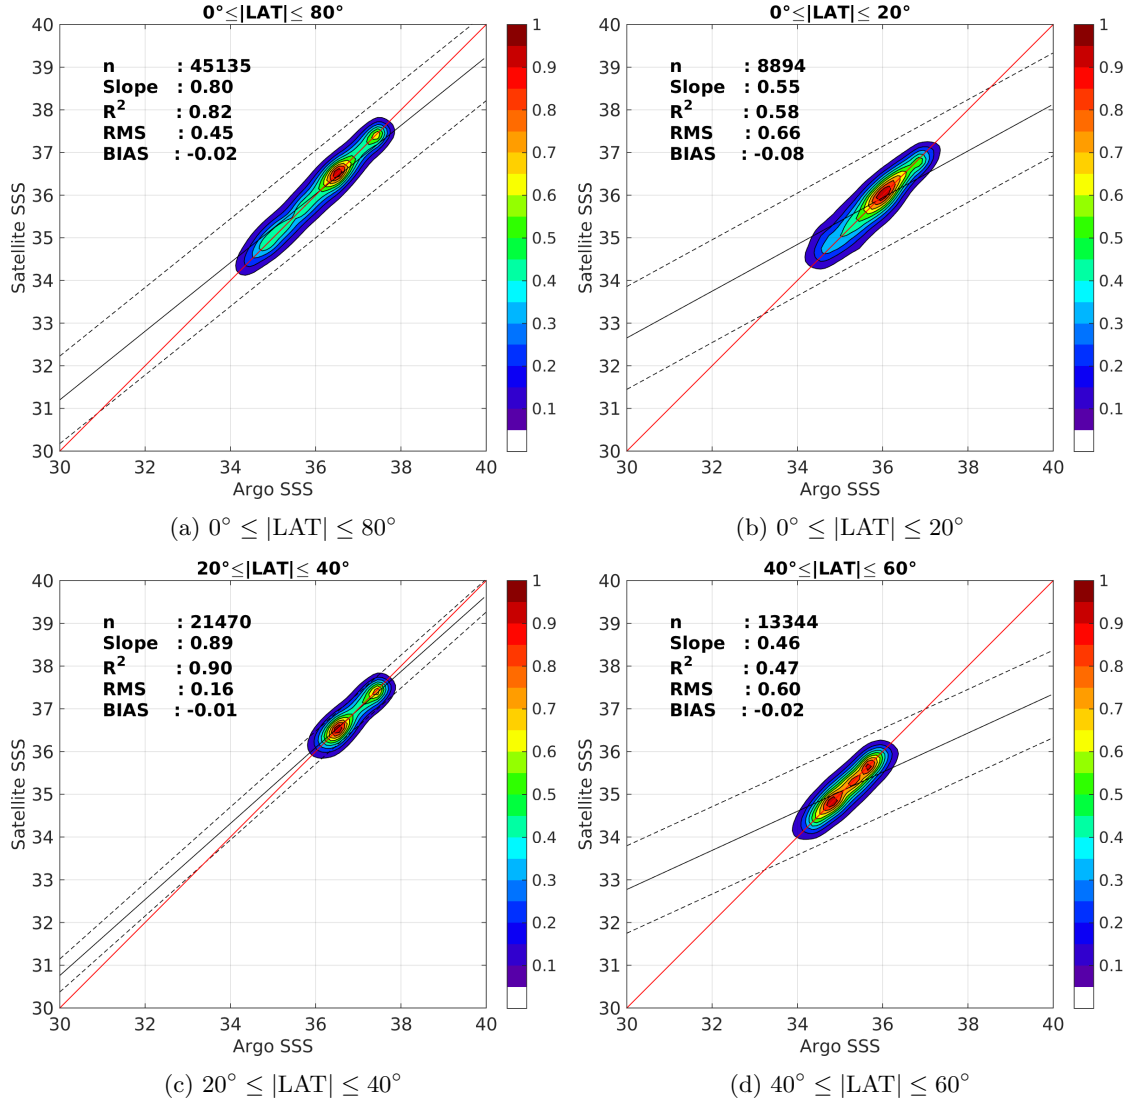 0°≤|LAT|≤ 80°
n : 45135
Slope : 0.80
R² : 0.82
RMS : 0.45
BIAS : -0.02
40
39
38
37
36
35
34
33
32
31
30
30 32 34 36 38 40
Satellite SSS
Argo SSS
1
0.9
0.8
0.7
0.6
0.5
0.4
0.3
0.2
0.1
(a) 0° ≤ |LAT| ≤ 80°
0°≤|LAT|≤ 20°
n : 8894
Slope : 0.55
R² : 0.58
RMS : 0.66
BIAS : -0.08
40
39
38
37
36
35
34
33
32
31
30
30 32 34 36 38 40
Satellite SSS
Argo SSS
1
0.9
0.8
0.7
0.6
0.5
0.4
0.3
0.2
0.1
(b) 0° ≤ |LAT| ≤ 20°
20°≤|LAT|≤ 40°
n : 21470
Slope : 0.89
R² : 0.90
RMS : 0.16
BIAS : -0.01
40
39
38
37
36
35
34
33
32
31
30
30 32 34 36 38 40
Satellite SSS
Argo SSS
1
0.9
0.8
0.7
0.6
0.5
0.4
0.3
0.2
0.1
(c) 20° ≤ |LAT| ≤ 40°
40°≤|LAT|≤ 60°
n : 13344
Slope : 0.46
R² : 0.47
RMS : 0.60
BIAS : -0.02
40
39
38
37
36
35
34
33
32
31
30
30 32 34 36 38 40
Satellite SSS
Argo SSS
1
0.9
0.8
0.7
0.6
0.5
0.4
0.3
0.2
0.1
(d) 40° ≤ |LAT| ≤ 60°